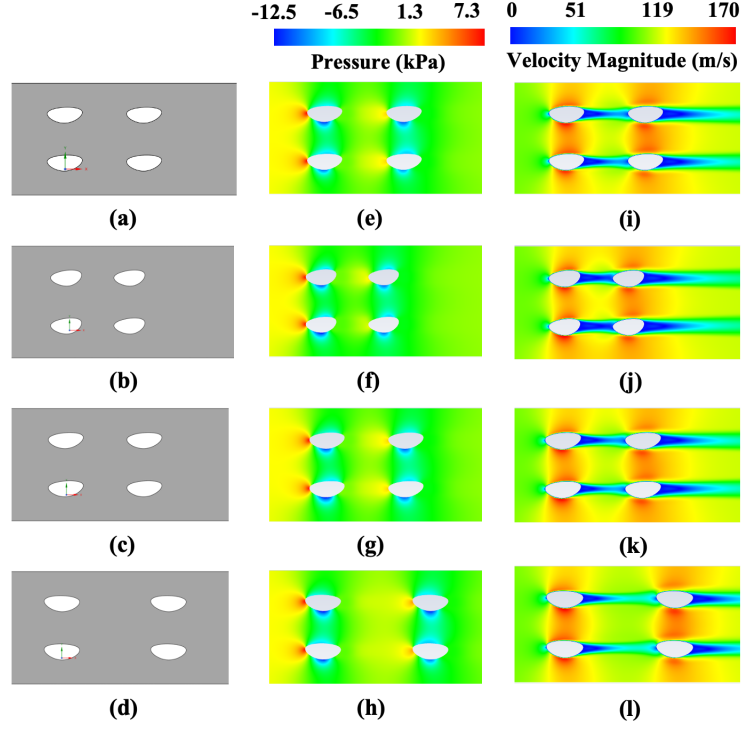 -12.5 -6.5 1.3 7.3
0 51 119 170
Pressure (kPa)
Velocity Magnitude (m/s)
(a) (e) (i)
(b) (f) (j)
(c) (g) (k)
(d) (h) (l)